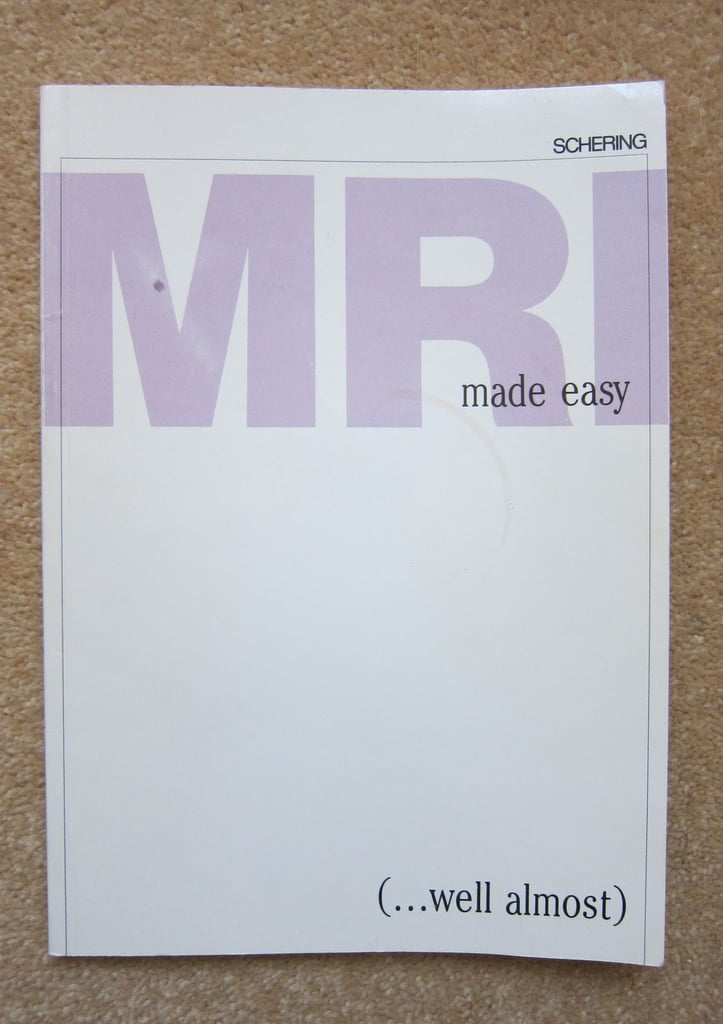 SCHERING
MRI
made easy
(...well almost)